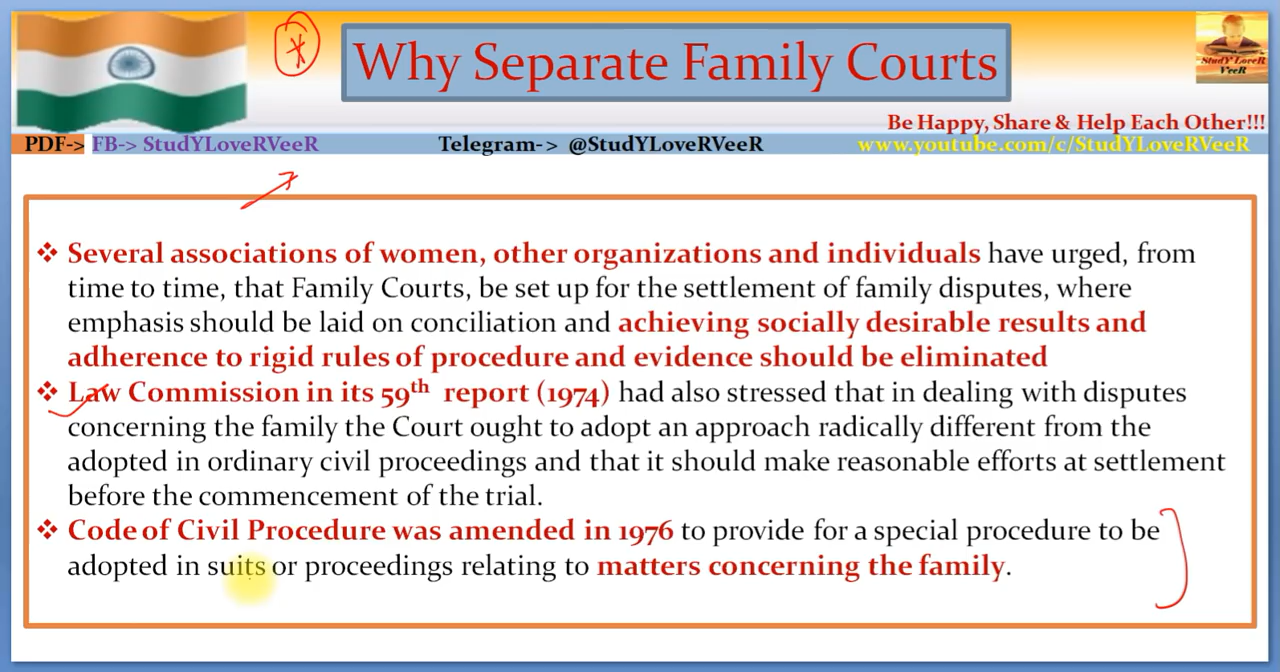 Why Separate Family Courts
StudY LoveR
VeeR
Be Happy, Share & Help Each Other!!!
PDF-> FB-> StudYLoveRVeeR Telegram-> @StudYLoveRVeeR www.youtube.com/c/StudYLoveRVeeR
❖ Several associations of women, other organizations and individuals have urged, from
time to time, that Family Courts, be set up for the settlement of family disputes, where
emphasis should be laid on conciliation and achieving socially desirable results and
adherence to rigid rules of procedure and evidence should be eliminated
❖ Law Commission in its 59th report (1974) had also stressed that in dealing with disputes
concerning the family the Court ought to adopt an approach radically different from the
adopted in ordinary civil proceedings and that it should make reasonable efforts at settlement
before the commencement of the trial.
❖ Code of Civil Procedure was amended in 1976 to provide for a special procedure to be
adopted in suits or proceedings relating to matters concerning the family.